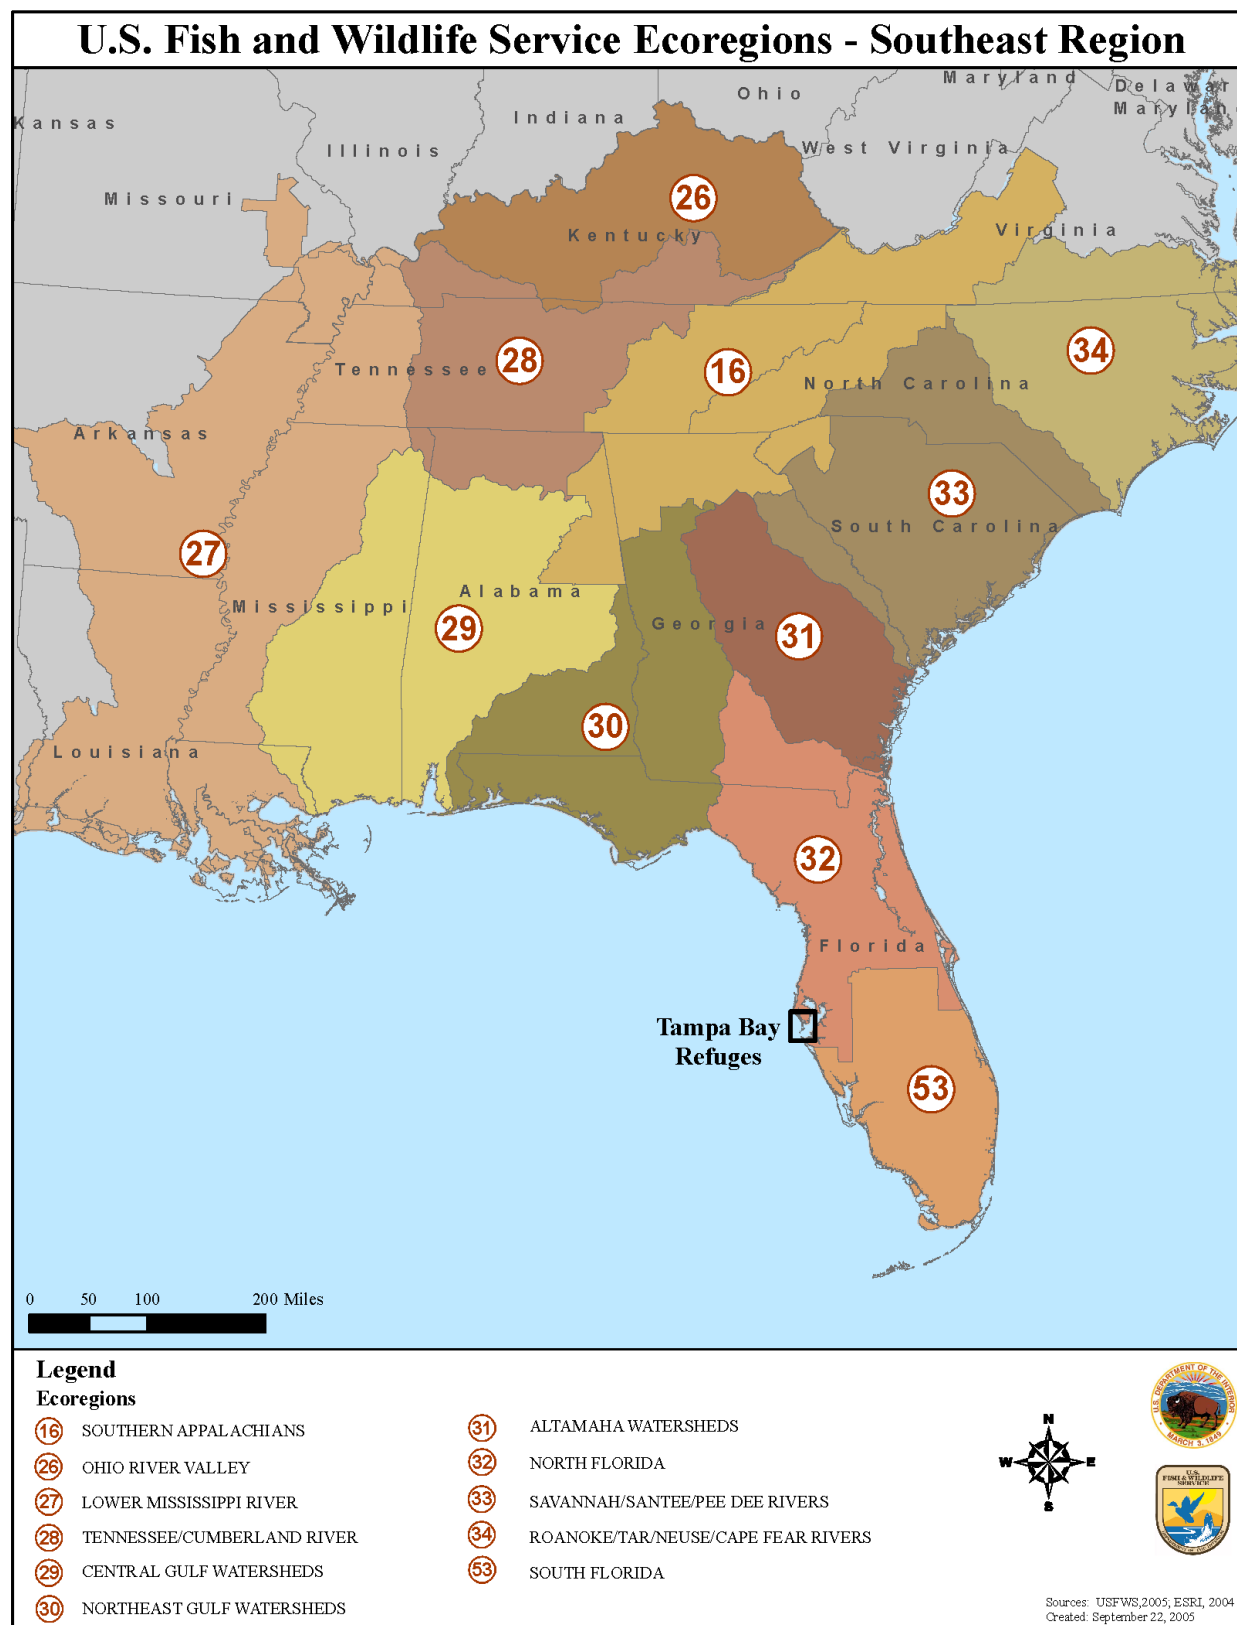 U.S. Fish and Wildlife Service Ecoregions - Southeast Region
Maryland
Delawar
Marylan
Ohio
Kansas
Indiana
Illinois
West Virginia
Missouri
26
Kentucky
Virginia
34
28
16
Tennessee
North Carolina
Arkansas
33
South Carolina
27
Mississippi
Alabama
29
Georgia
31
30
Louisiana
32
Florida
Tampa Bay
Refuges
53
0 50 100 200 Miles
Legend
Ecoregions
16 SOUTHERN APPALACHIANS
26 OHIO RIVER VALLEY
27 LOWER MISSISSIPPI RIVER
28 TENNESSEE/CUMBERLAND RIVER
29 CENTRAL GULF WATERSHEDS
30 NORTHEAST GULF WATERSHEDS
31 ALTAMAHA WATERSHEDS
32 NORTH FLORIDA
33 SAVANNAH/SANTEE/PEE DEE RIVERS
34 ROANOKE/TAR/NEUSE/CAPE FEAR RIVERS
53 SOUTH FLORIDA
N
W E
S
U.S. DEPARTMENT OF THE INTERIOR
MARCH 3, 1849
U.S.
FISH & WILDLIFE
SERVICE
Sources: USFWS,2005; ESRI, 2004
Created: September 22, 2005